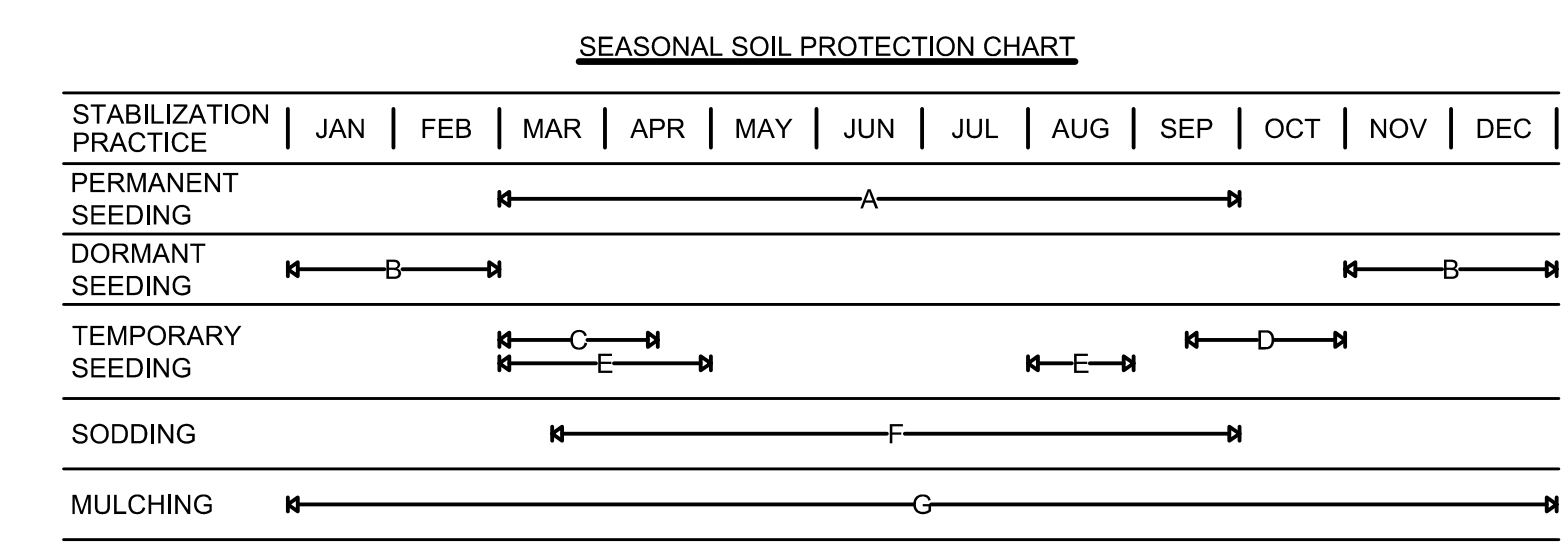 SEASONAL SOIL PROTECTION CHART
STABILIZATION
PRACTICE
JAN FEB MAR APR MAY JUN JUL AUG SEP OCT NOV DEC
PERMANENT
SEEDING
A
DORMANT
SEEDING
B B
TEMPORARY
SEEDING
C D
E E
SODDING
F
MULCHING
G